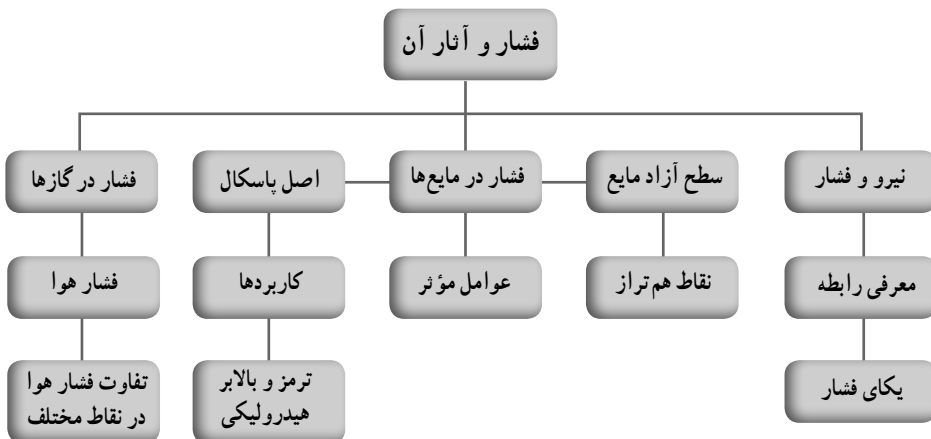 فشار و آثار آن
نیرو و فشار
سطح آزاد مایع
فشار در مایع‌ها
اصل پاسکال
فشار در گازها
معرفی رابطه
نقاط هم‌تراز
عوامل مؤثر
کاربردها
فشار هوا
یکای فشار
ترمز و بالابر
هیدرولیکی
تفاوت فشار هوا
در نقاط مختلف